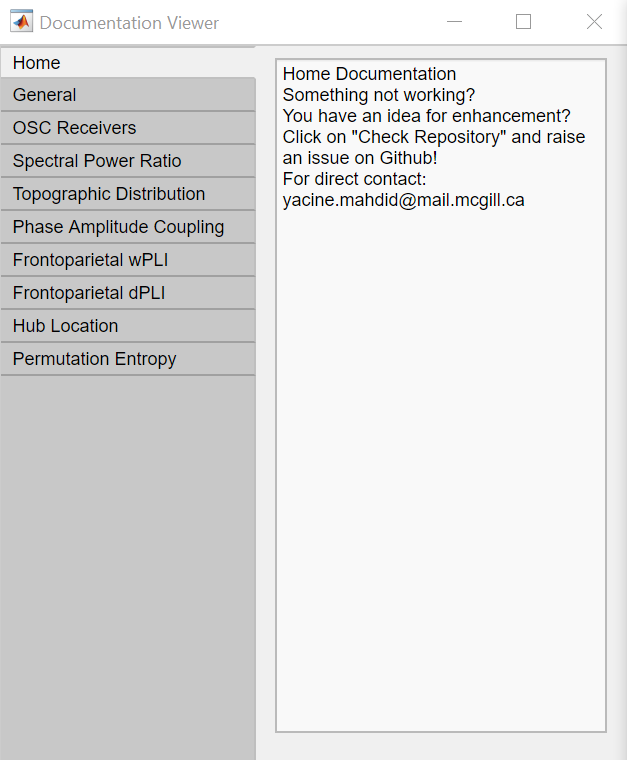 Documentation Viewer
Home
General
OSC Receivers
Spectral Power Ratio
Topographic Distribution
Phase Amplitude Coupling
Frontoparietal wPLI
Frontoparietal dPLI
Hub Location
Permutation Entropy
Home Documentation
Something not working?
You have an idea for enhancement?
Click on "Check Repository" and raise
an issue on Github!
For direct contact:
yacine.mahdid@mail.mcgill.ca